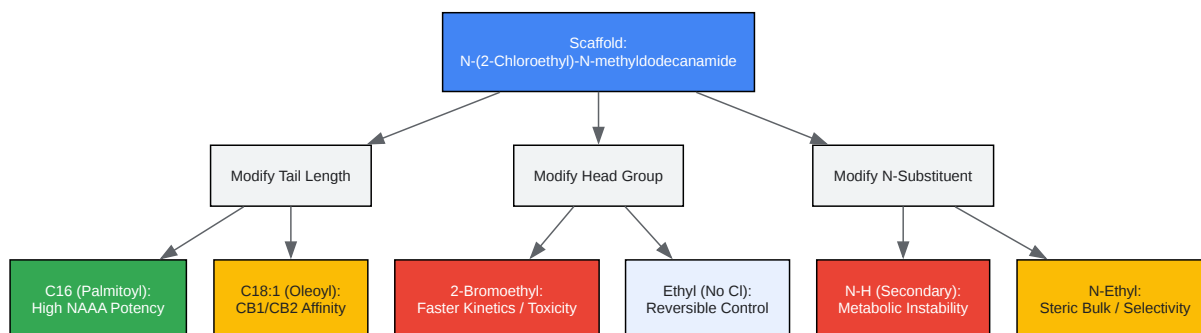 Scaffold:
N-(2-Chloroethyl)-N-methyldodecanamide
Modify Tail Length
Modify Head Group
Modify N-Substituent
C16 (Palmitoyl):
High NAAA Potency
C18:1 (Oleoyl):
CB1/CB2 Affinity
2-Bromoethyl:
Faster Kinetics / Toxicity
Ethyl (No Cl):
Reversible Control
N-H (Secondary):
Metabolic Instability
N-Ethyl:
Steric Bulk / Selectivity